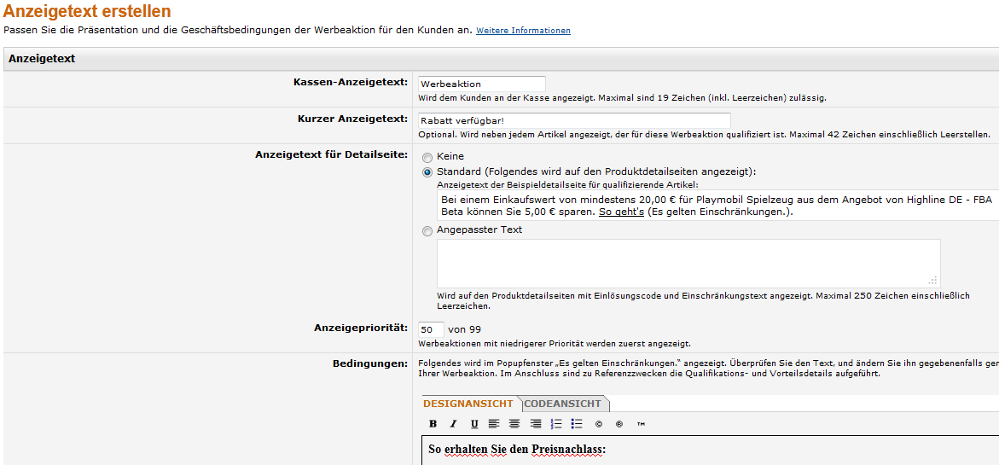 Anzeigetext erstellen
Passen Sie die Präsentation und die Geschäftsbedingungen der Werbeaktion für den Kunden an. Weitere Informationen
Anzeigetext
Kassen-Anzeigetext: Werbeaktion
Wird dem Kunden an der Kasse angezeigt. Maximal sind 19 Zeichen (inkl. Leerzeichen) zulässig.
Kurzer Anzeigetext: Rabatt verfügbar!
Optional. Wird neben jedem Artikel angezeigt, der für diese Werbeaktion qualifiziert ist. Maximal 42 Zeichen einschließlich Leerstellen.
Anzeigetext für Detailseite: Keine
Standard (Folgendes wird auf den Produktdetailseiten angezeigt):
Anzeigetext der Beispieldetailseite für qualifizierende Artikel:
Bei einem Einkaufswert von mindestens 20,00 € für Playmobil Spielzeug aus dem Angebot von Highline DE - FBA
Beta können Sie 5,00 € sparen. So geht's (Es gelten Einschränkungen.).
Angepasster Text
Wird auf den Produktdetailseiten mit Einlösungscode und Einschränkungstext angezeigt. Maximal 250 Zeichen einschließlich
Leerzeichen.
Anzeigepriorität: 50 von 99
Werbeaktionen mit niedrigerer Priorität werden zuerst angezeigt.
Bedingungen: Folgendes wird im Popupfenster „Es gelten Einschränkungen.“ angezeigt. Überprüfen Sie den Text, und ändern Sie ihn gegebenenfalls ger
Ihrer Werbeaktion. Im Anschluss sind zu Referenzzwecken die Qualifikations- und Vorteilsdetails aufgeführt.
DESIGNANSICHT CODEANSICHT
B I U © ® ™
So erhalten Sie den Preisnachlass: